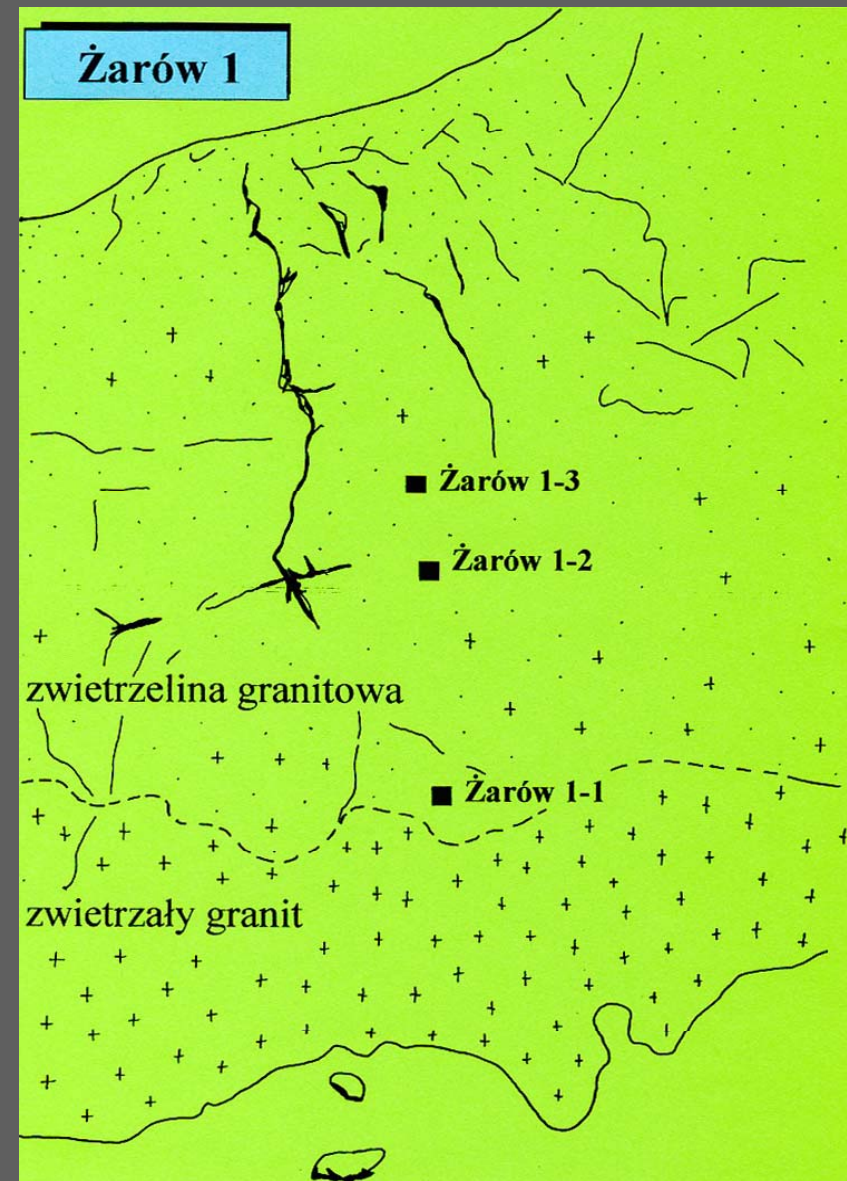 Żarów 1
Żarów 1-3
Żarów 1-2
zwietrzelina granitowa
Żarów 1-1
zwietrzały granit